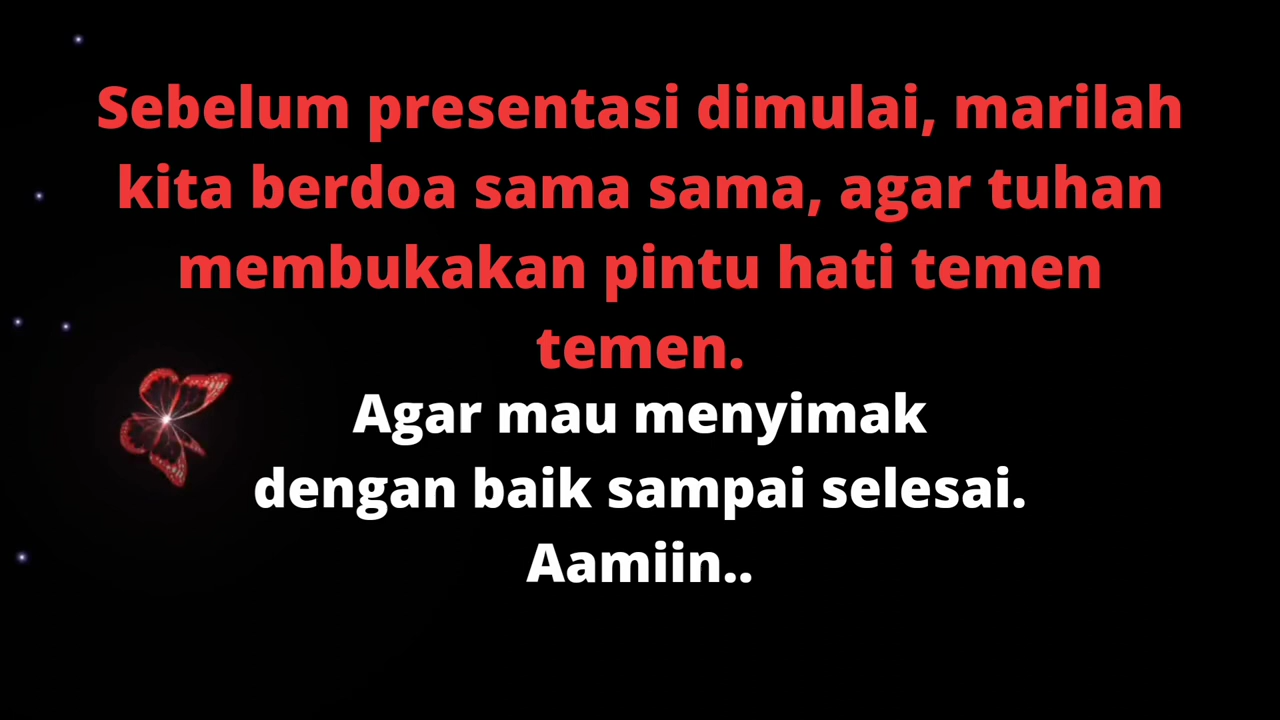 Sebelum presentasi dimulai, marilah
kita berdoa sama sama, agar tuhan
membukakan pintu hati temen
temen.
Agar mau menyimak
dengan baik sampai selesai.
Aamiin..